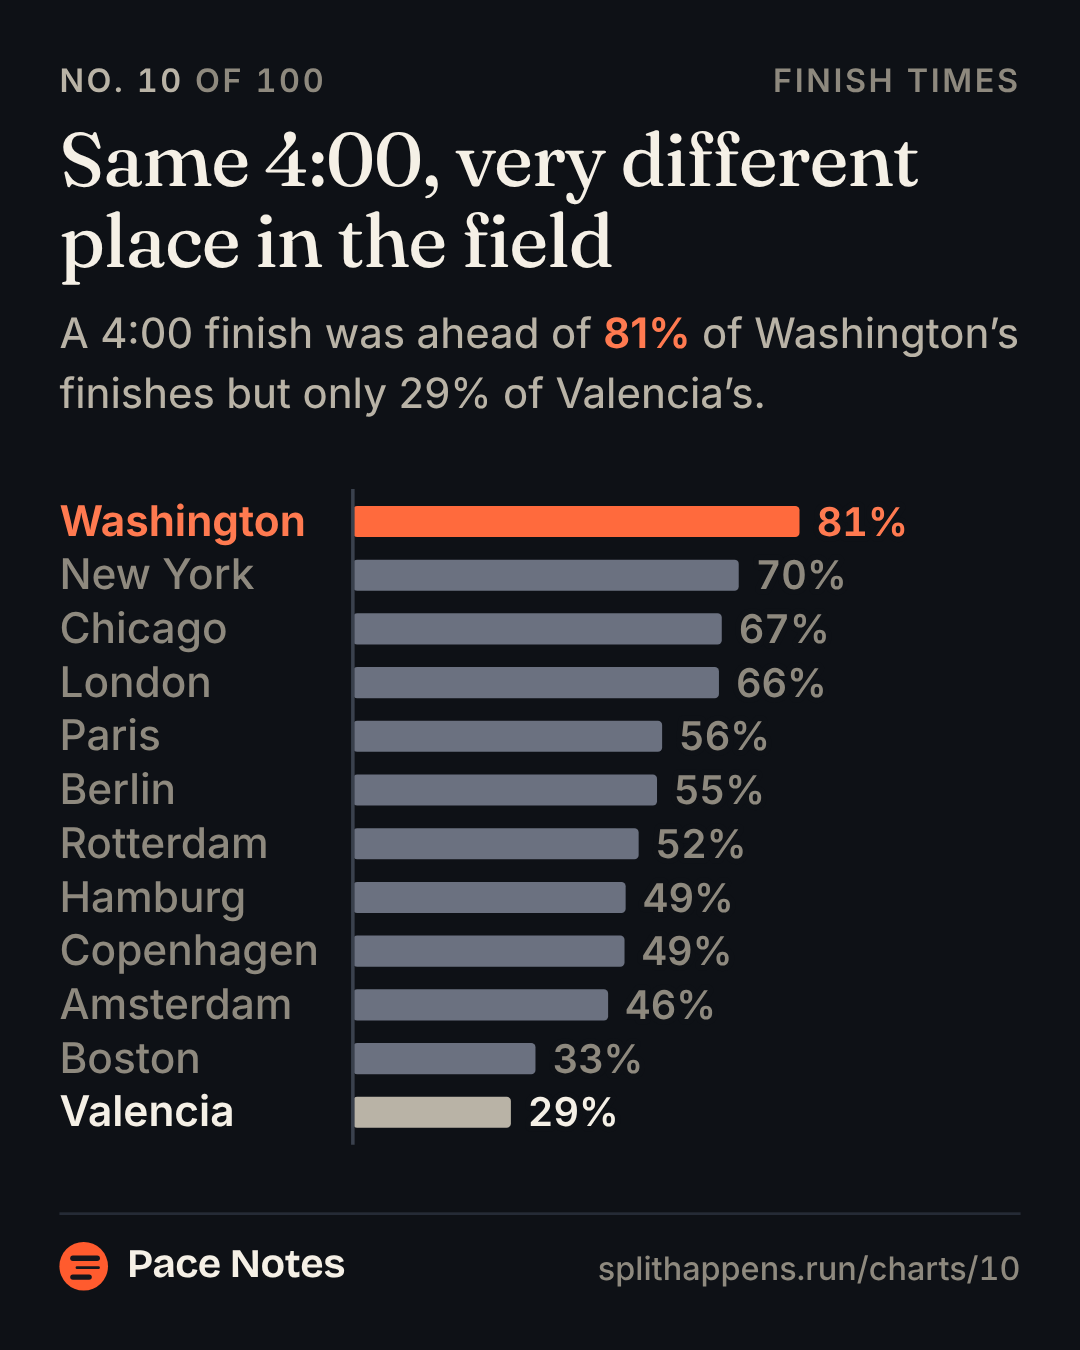 NO. 10 OF 100
FINISH TIMES
Same 4:00, very different
place in the field
A 4:00 finish was ahead of 81% of Washington’s
finishes but only 29% of Valencia’s.
Washington 81%
New York 70%
Chicago 67%
London 66%
Paris 56%
Berlin 55%
Rotterdam 52%
Hamburg 49%
Copenhagen 49%
Amsterdam 46%
Boston 33%
Valencia 29%
Pace Notes
splithappens.run/charts/10